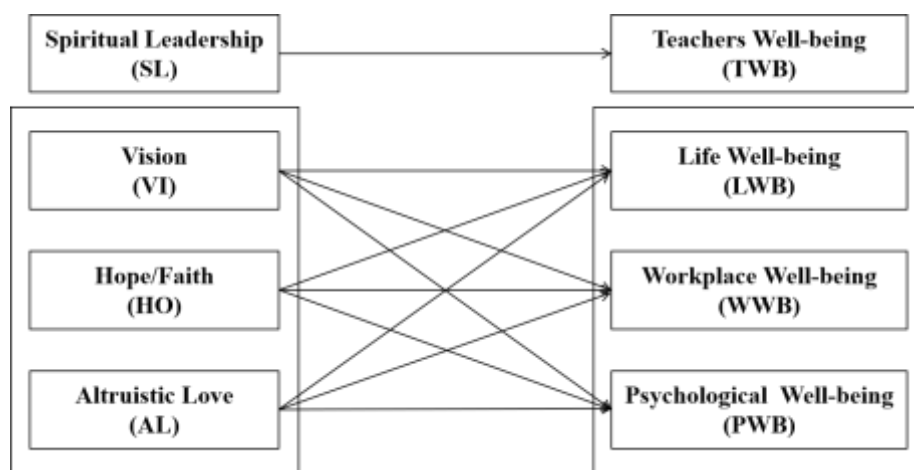 Spiritual Leadership
(SL)
Teachers Well-being
(TWB)
Vision
(VI)
Life Well-being
(LWB)
Hope/Faith
(HO)
Workplace Well-being
(WWB)
Altruistic Love
(AL)
Psychological Well-being
(PWB)